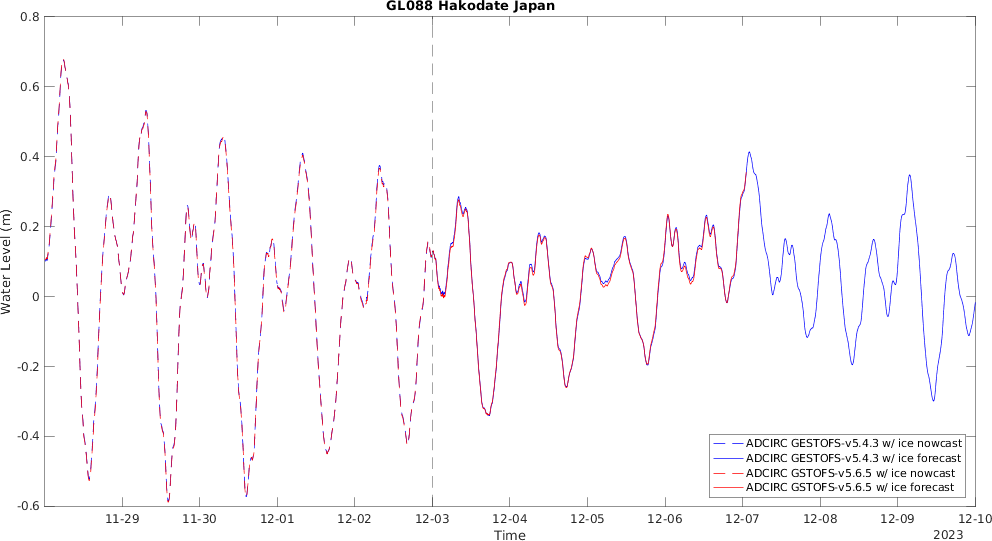 GL088 Hakodate Japan
Water Level (m)
0.8
0.6
0.4
0.2
0
-0.2
-0.4
-0.6
ADCIRC GESTOFS-v5.4.3 w/ ice nowcast
ADCIRC GESTOFS-v5.4.3 w/ ice forecast
ADCIRC GSTOFS-v5.6.5 w/ ice nowcast
ADCIRC GSTOFS-v5.6.5 w/ ice forecast
11-29 11-30 12-01 12-02 12-03 12-04 12-05 12-06 12-07 12-08 12-09 12-10
Time
2023